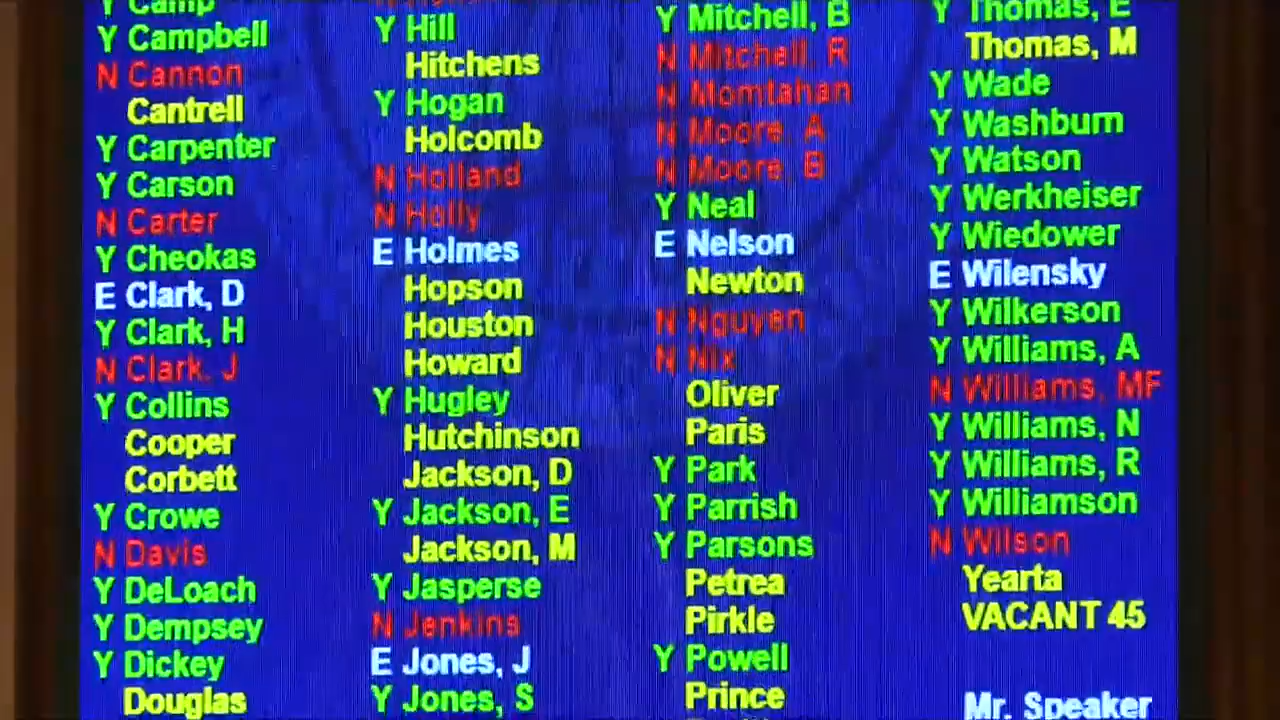 Y Camp
Y Campbell
N Cannon
Cantrell
Y Carpenter
Y Carson
N Carter
Y Cheokas
E Clark, D
Y Clark, H
N Clark, J
Y Collins
Cooper
Corbett
Y Crowe
N Davis
Y DeLoach
Y Dempsey
Y Dickey
Douglas
Y Hill
Hitchens
Y Hogan
Holcomb
N Holland
N Holly
E Holmes
Hopson
Houston
Howard
Y Hugley
Hutchinson
Jackson, D
Y Jackson, E
Jackson, M
Y Jasperse
N Jenkins
E Jones, J
Y Jones, S
Y Mitchell, B
N Mitchell, R
N Momtahan
N Moore, A
N Moore, B
Y Neal
E Nelson
Newton
N Nguyen
N Nix
Oliver
Paris
Y Park
Y Parrish
Y Parsons
Petrea
Pirkle
Y Powell
Prince
Y Thomas, E
Thomas, M
Y Wade
Y Washburn
Y Watson
Y Werkheiser
Y Wiedower
E Wilensky
Y Wilkerson
Y Williams, A
N Williams, MF
Y Williams, N
Y Williams, R
Y Williamson
N Wilson
Yearta
VACANT 45
Mr. Speaker